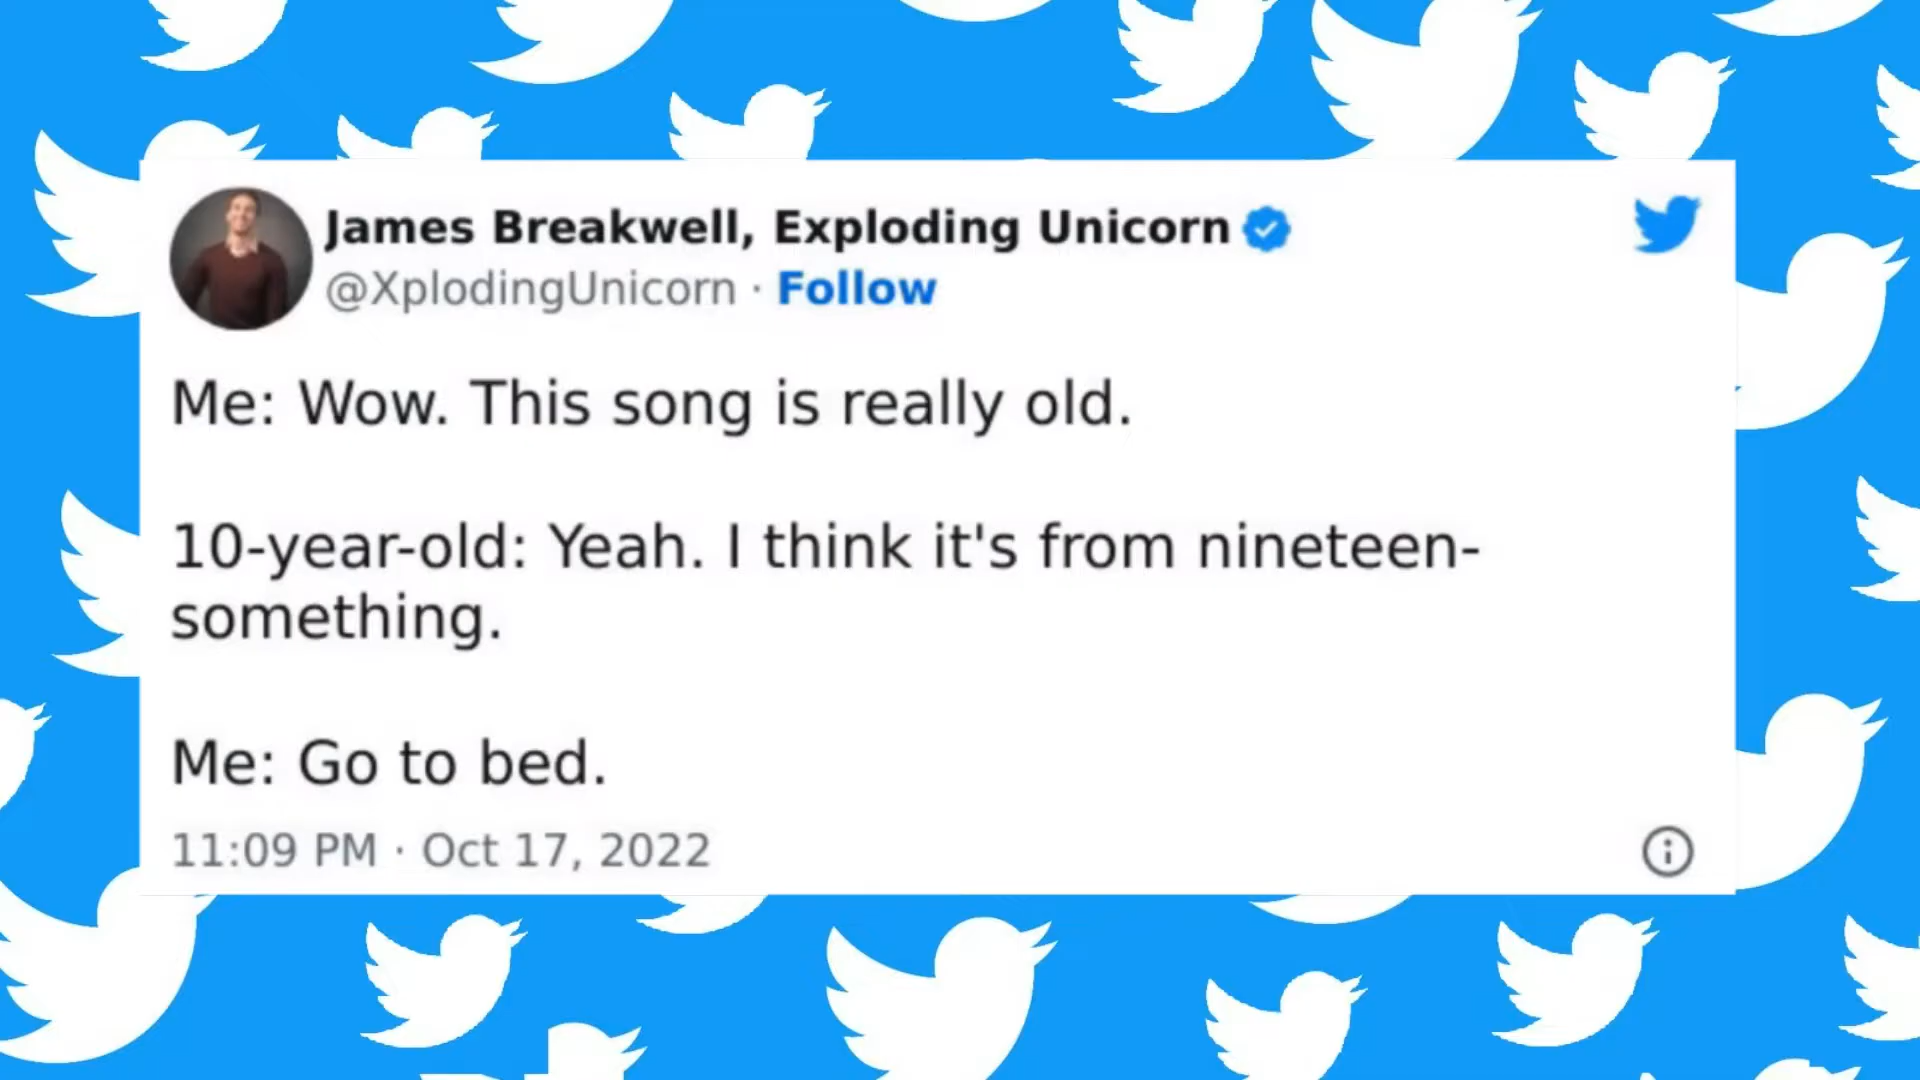 James Breakwell, Exploding Unicorn
@XplodingUnicorn · Follow
Me: Wow. This song is really old.
10-year-old: Yeah. I think it's from nineteen-
something.
Me: Go to bed.
11:09 PM · Oct 17, 2022